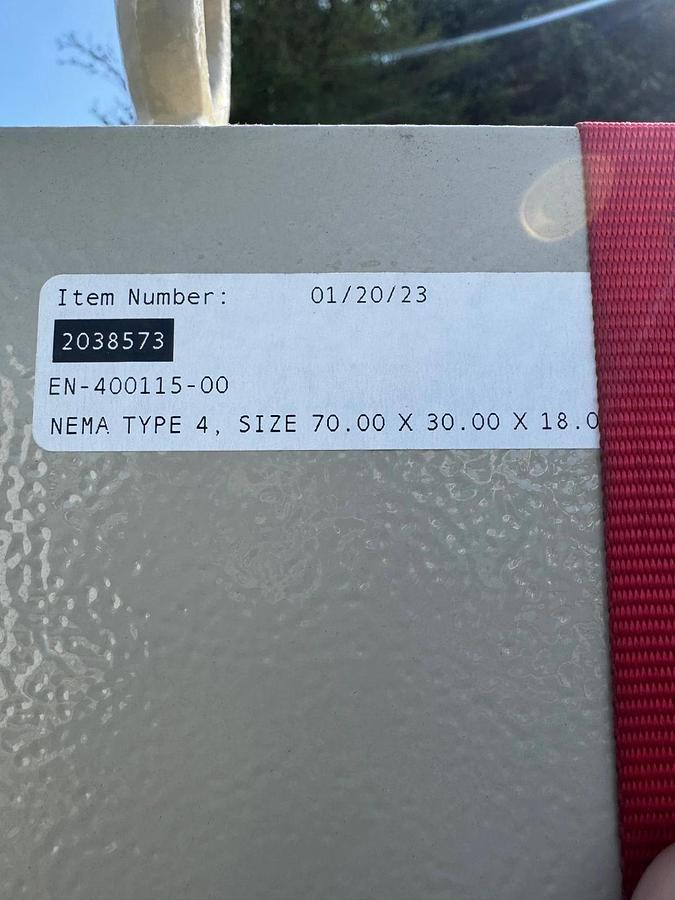 Item Number: 01/20/23
2038573
EN-400115-00
NEMA TYPE 4, SIZE 70.00 X 30.00 X 18.0